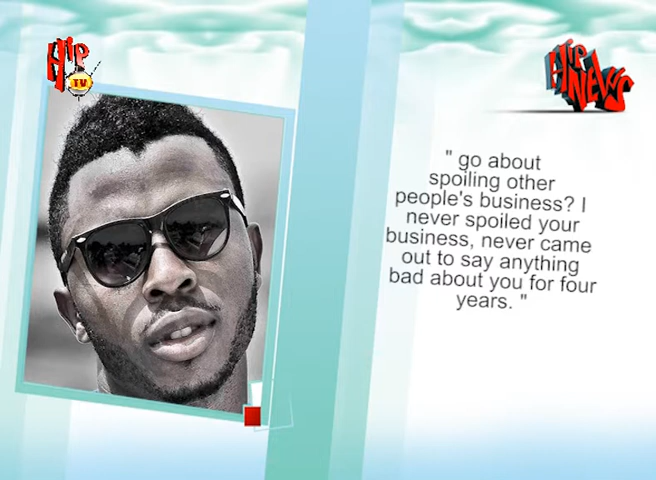 HiP
TV
HiP
NEWS
" go about
spoiling other
people's business? I
never spoiled your
business, never came
out to say anything
bad about you for four
years. "